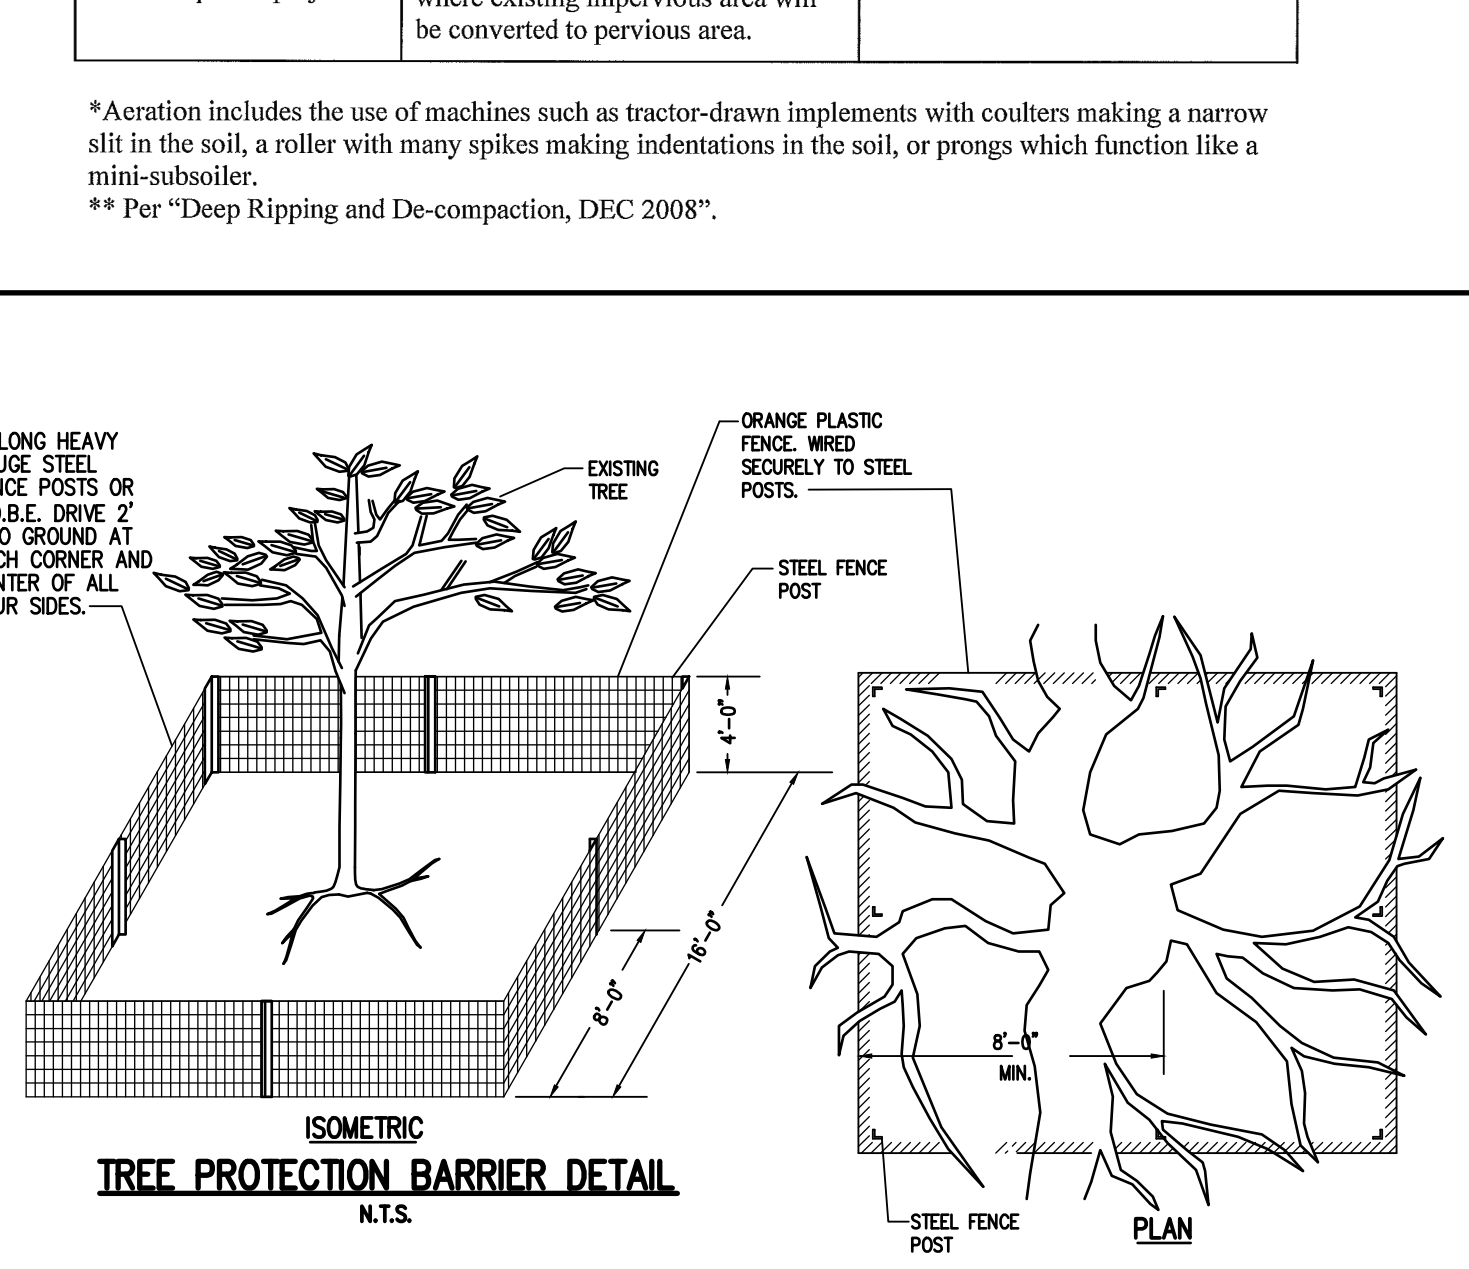 be converted to pervious area.
*Aeration includes the use of machines such as tractor-drawn implements with coulters making a narrow
slit in the soil, a roller with many spikes making indentations in the soil, or prongs which function like a
mini-subsoiler.
** Per “Deep Ripping and De-compaction, DEC 2008”.
LONG HEAVY
STEEL
POSTS OR
DRIVE 2'
GROUND AT
CORNER AND
OF ALL
SIDES.
EXISTING
TREE
ORANGE PLASTIC
FENCE. WIRED
SECURELY TO STEEL
POSTS.
STEEL FENCE
POST
4'-0"
16'-0"
8'-0"
8'-0"
MIN.
ISOMETRIC
TREE PROTECTION BARRIER DETAIL
N.T.S.
STEEL FENCE
POST
PLAN